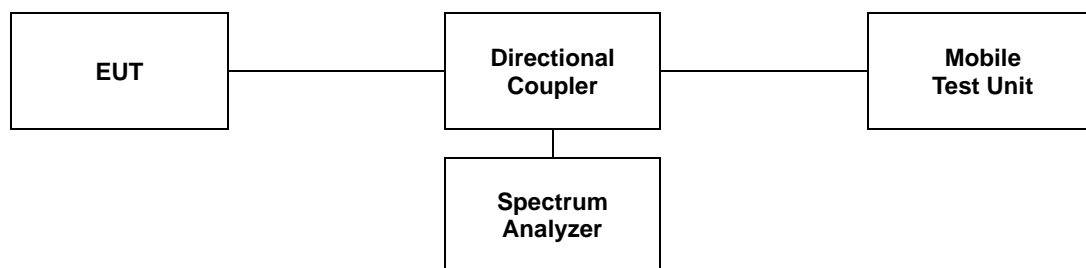 EUT
Directional
Coupler
Mobile
Test Unit
Spectrum
Analyzer